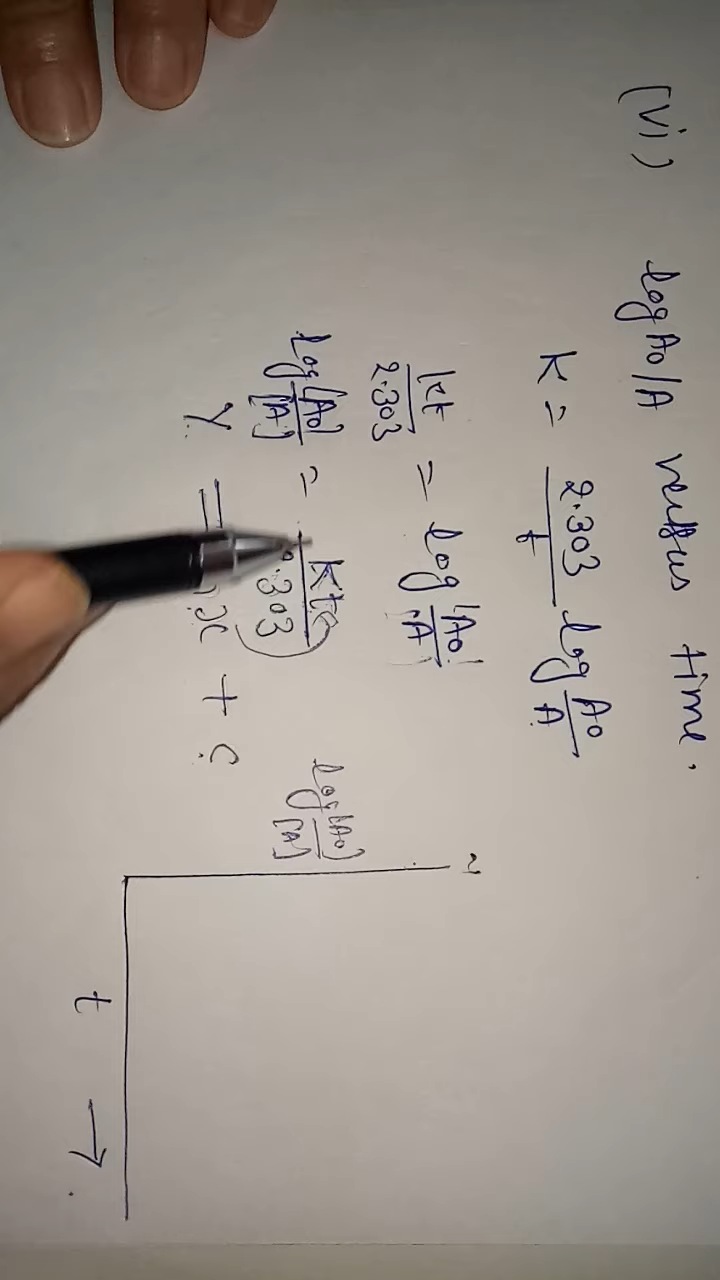 (vi) log A0/A versus time.
K = 2.303/t log A0/A
kt/2.303 = log [A0]/[A]
log [A0]/[A] = kt/2.303
Y = x + C
log [A0]/[A]
t →